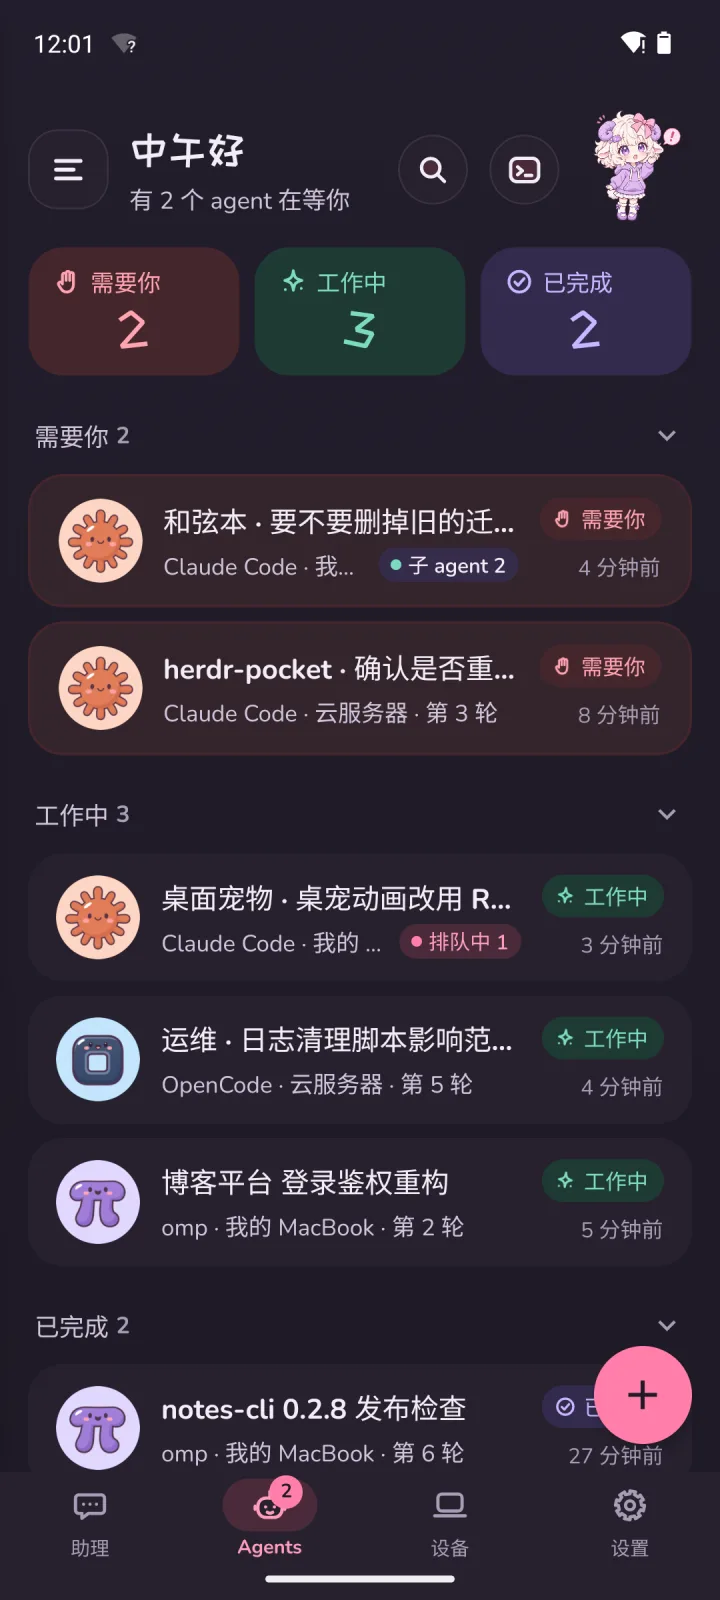 12:01
中午好
有 2 个 agent 在等你
需要你
2
工作中
3
已完成
2
需要你 2
和弦本 · 要不要删掉旧的迁...
需要你
Claude Code · 我...
子 agent 2
4 分钟前
herdr-pocket · 确认是否重...
需要你
Claude Code · 云服务器 · 第 3 轮
8 分钟前
工作中 3
桌面宠物 · 桌宠动画改用 R...
工作中
Claude Code · 我的 ...
排队中 1
3 分钟前
运维 · 日志清理脚本影响范...
工作中
OpenCode · 云服务器 · 第 5 轮
4 分钟前
博客平台 登录鉴权重构
工作中
omp · 我的 MacBook · 第 2 轮
5 分钟前
已完成 2
notes-cli 0.2.8 发布检查
已
omp · 我的 MacBook · 第 6 轮
27 分钟前
助理
2
Agents
设备
设置